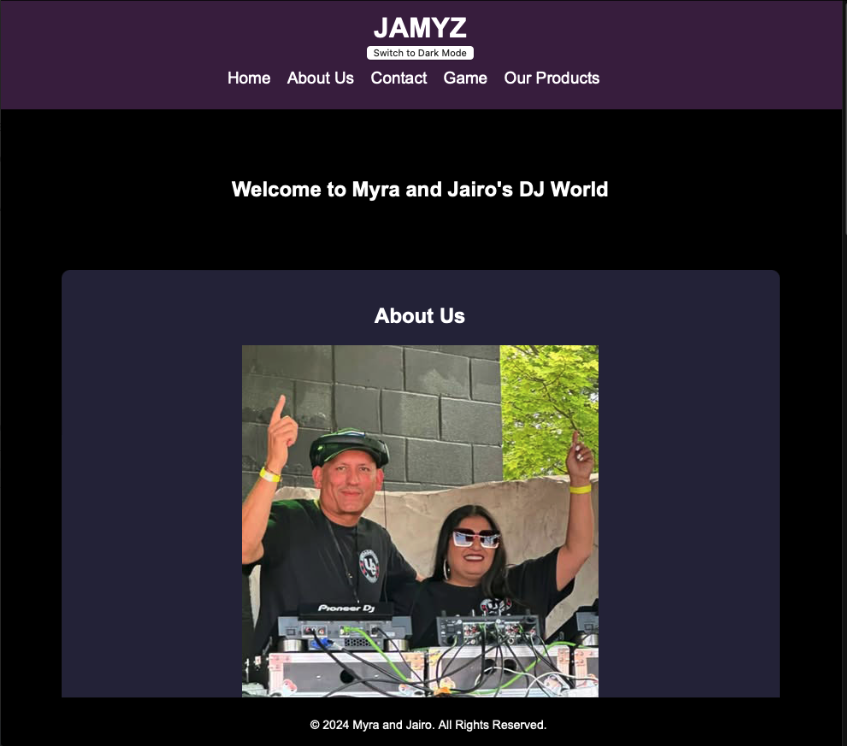 JAMYZ
Switch to Dark Mode
Home About Us Contact Game Our Products
Welcome to Myra and Jairo's DJ World
About Us
Pioneer Dj
© 2024 Myra and Jairo. All Rights Reserved.